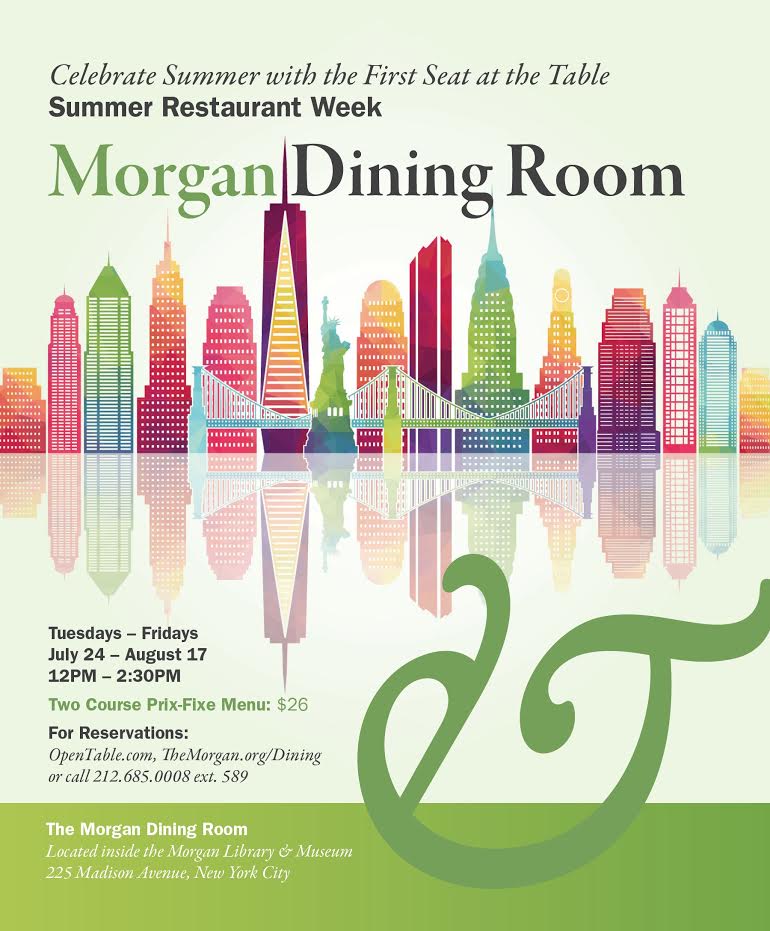 Celebrate Summer with the First Seat at the Table
Summer Restaurant Week
Morgan Dining Room
Tuesdays – Fridays
July 24 – August 17
12PM – 2:30PM
Two Course Prix-Fixe Menu: $26
For Reservations:
OpenTable.com, TheMorgan.org/Dining
or call 212.685.0008 ext. 589
&
The Morgan Dining Room
Located inside the Morgan Library & Museum
225 Madison Avenue, New York City